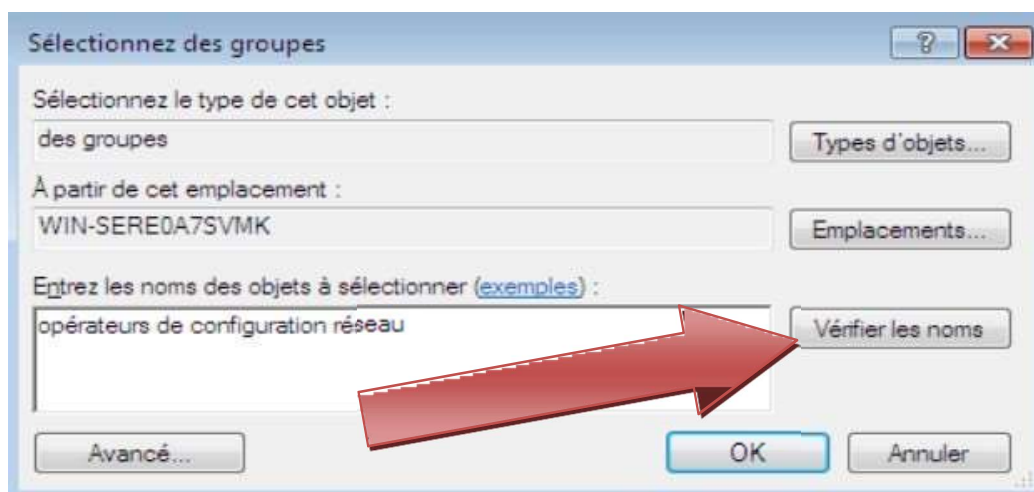 Sélectionnez des groupes
Sélectionnez le type de cet objet :
des groupes
Types d'objets...
À partir de cet emplacement :
WIN-SERE0A7SVMK
Emplacements...
Entrez les noms des objets à sélectionner (exemples) :
opérateurs de configuration réseau
Vérifier les noms
Avancé...
OK
Annuler